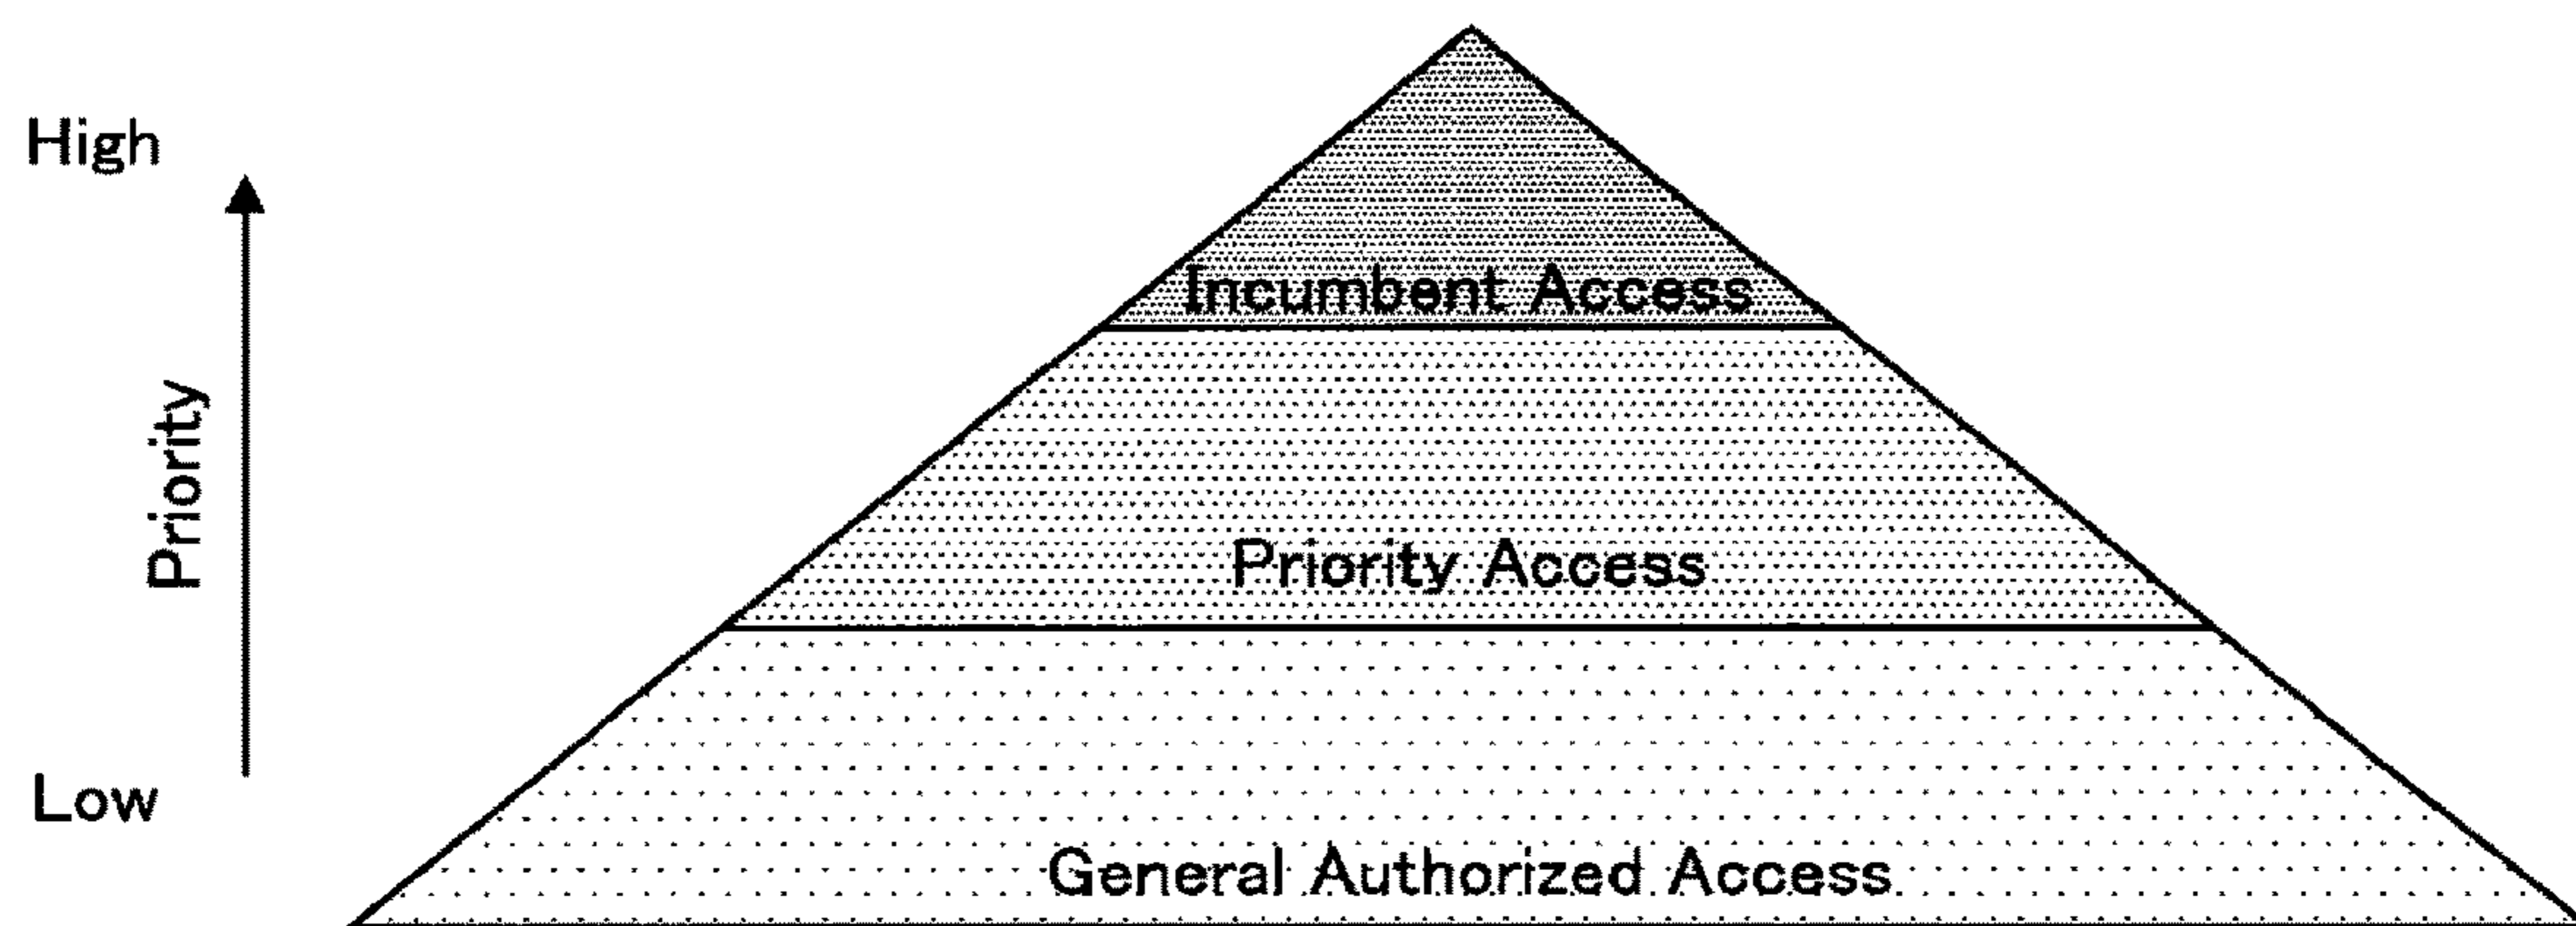 High
Priority
Low
Incumbent Access
Priority Access
General Authorized Access